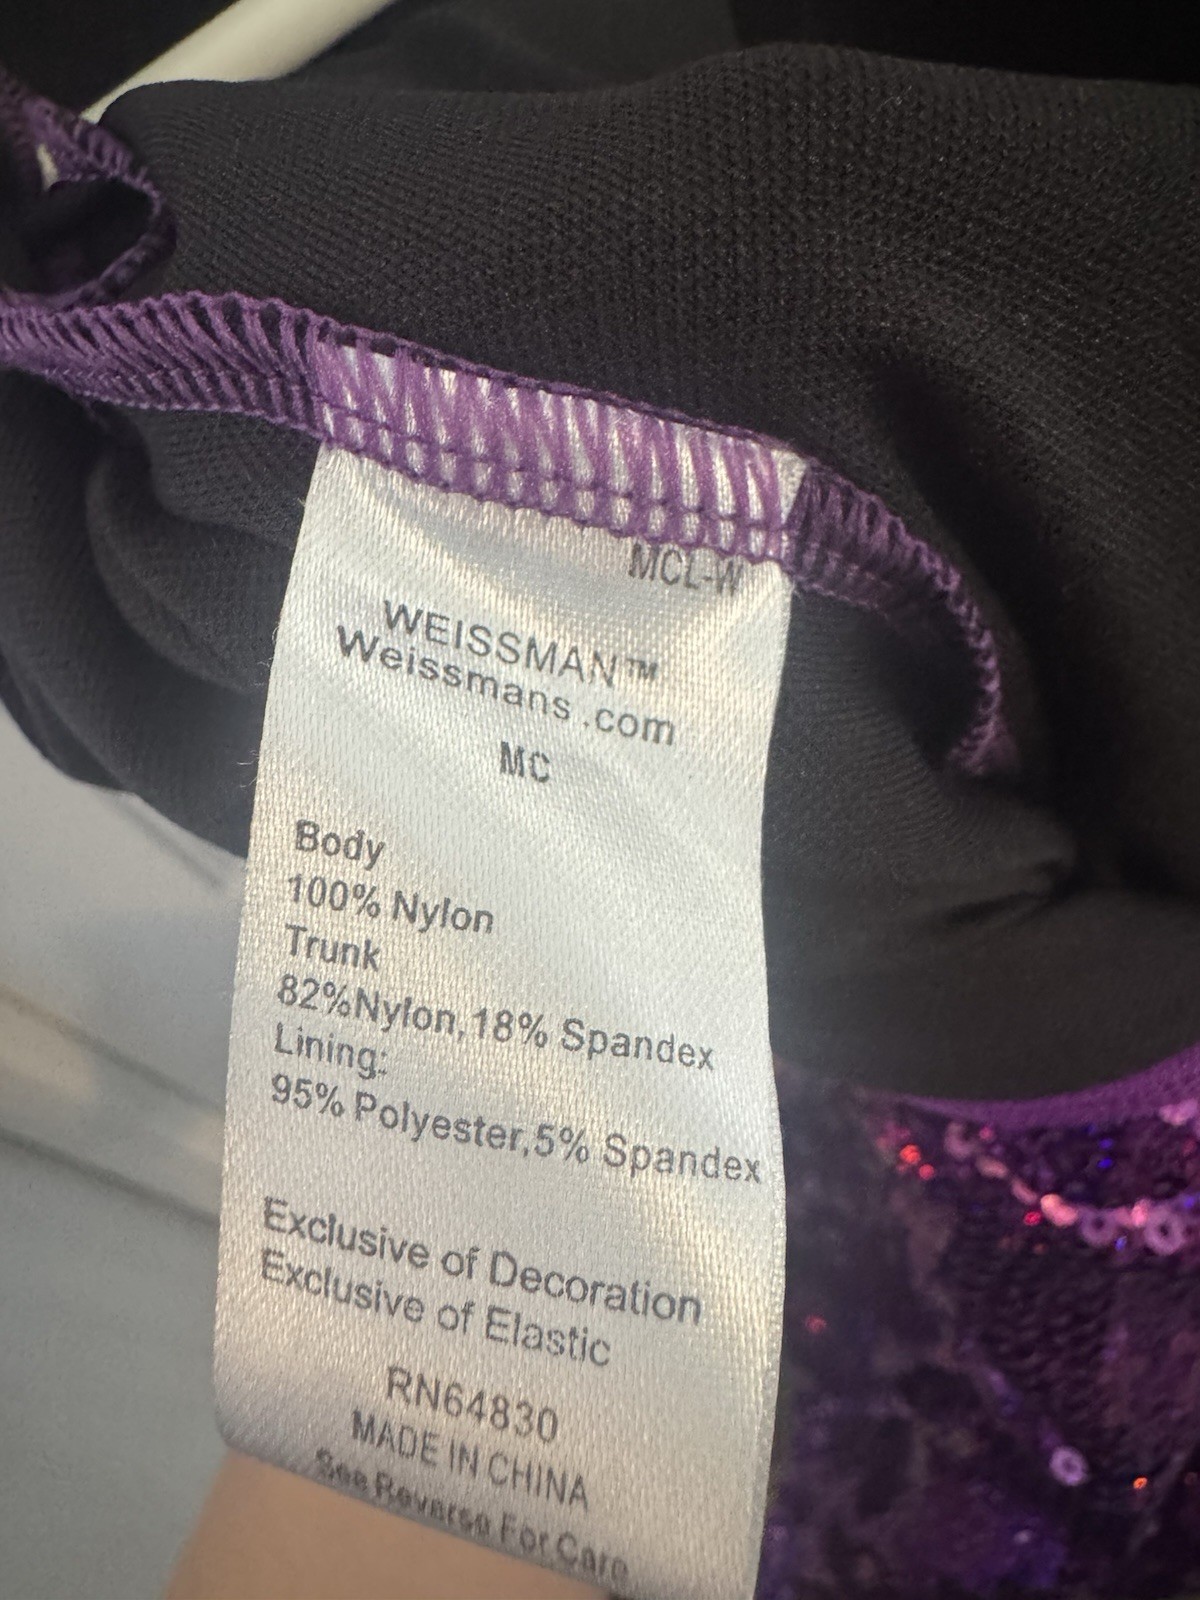 MCL-W
WEISSMAN™
Weissmans.com
MC
Body
100% Nylon
Trunk
82%Nylon,18% Spandex
Lining:
95% Polyester,5% Spandex
Exclusive of Decoration
Exclusive of Elastic
RN64830
MADE IN CHINA
See Reverse For Care